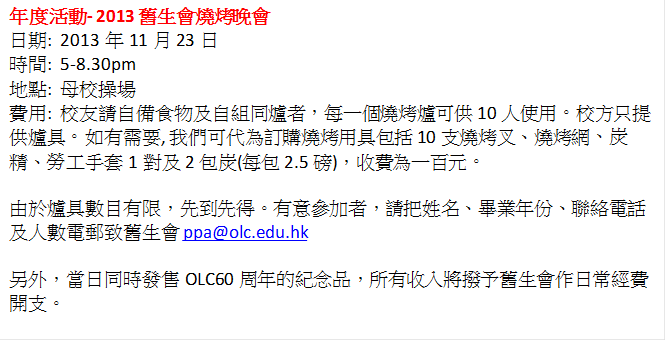 年度活動- 2013 舊生會燒烤晚會
日期: 2013 年 11 月 23 日
時間: 5-8.30pm
地點: 母校操場
費用: 校友請自備食物及自組同爐者，每一個燒烤爐可供 10 人使用。校方只提
供爐具。如有需要, 我們可代為訂購燒烤用具包括 10 支燒烤叉、燒烤網、炭
精、勞工手套 1 對及 2 包炭(每包 2.5 磅)，收費為一百元。
由於爐具數目有限，先到先得。有意參加者，請把姓名、畢業年份、聯絡電話
及人數電郵致舊生會 ppa@olc.edu.hk
另外，當日同時發售 OLC60 周年的紀念品，所有收入將撥予舊生會作日常經費
開支。